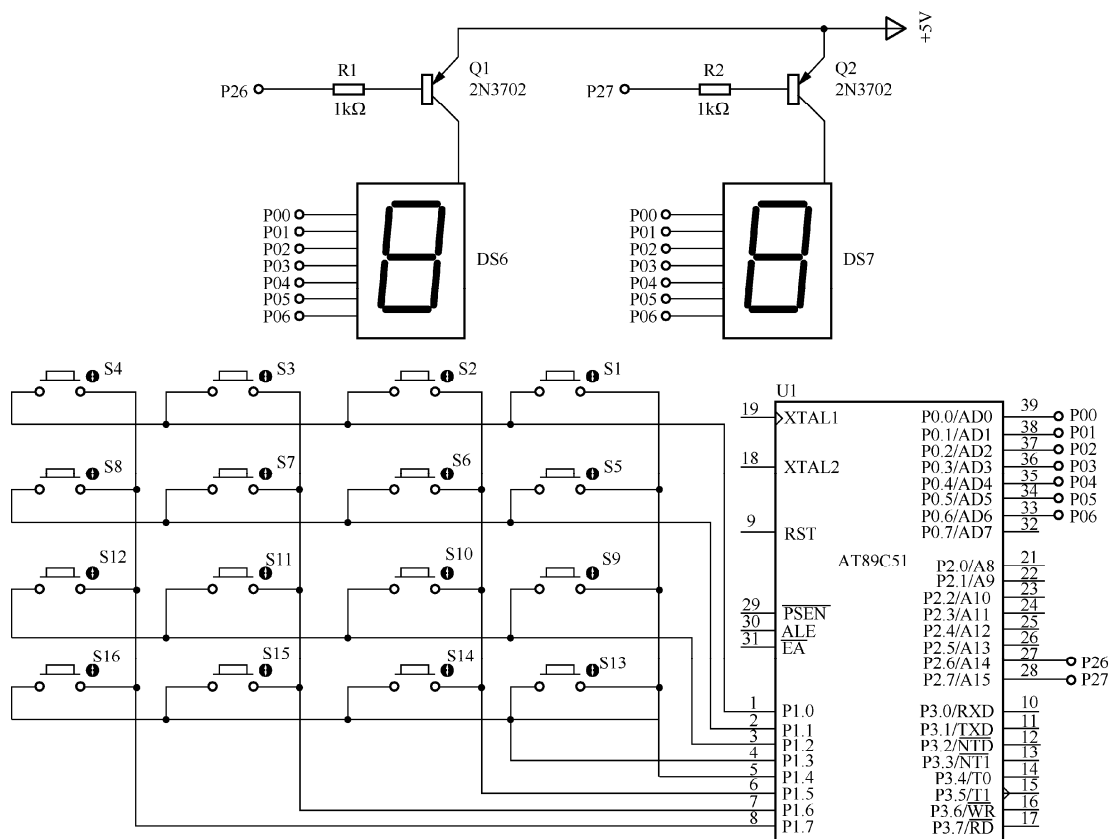 +5V
R1
Q1
R2
Q2
P26
2N3702
P27
2N3702
1kΩ
1kΩ
P00
P01
P02
P03
P04
P05
P06
DS6
P00
P01
P02
P03
P04
P05
P06
DS7
S4
S3
S2
S1
S8
S7
S6
S5
S12
S11
S10
S9
S16
S15
S14
S13
U1
AT89C51
19 XTAL1
18 XTAL2
9 RST
29 PSEN
30 ALE
31 EA
1 P1.0
2 P1.1
3 P1.2
4 P1.3
5 P1.4
6 P1.5
7 P1.6
8 P1.7
P0.0/AD0 39 P00
P0.1/AD1 38 P01
P0.2/AD2 37 P02
P0.3/AD3 36 P03
P0.4/AD4 35 P04
P0.5/AD5 34 P05
P0.6/AD6 33 P06
P0.7/AD7 32
P2.0/A8 21
P2.1/A9 22
P2.2/A10 23
P2.3/A11 24
P2.4/A12 25
P2.5/A13 26
P2.6/A14 27 P26
P2.7/A15 28 P27
P3.0/RXD 10
P3.1/TXD 11
P3.2/NTD 12
P3.3/NT1 13
P3.4/T0 14
P3.5/T1 15
P3.6/WR 16
P3.7/RD 17